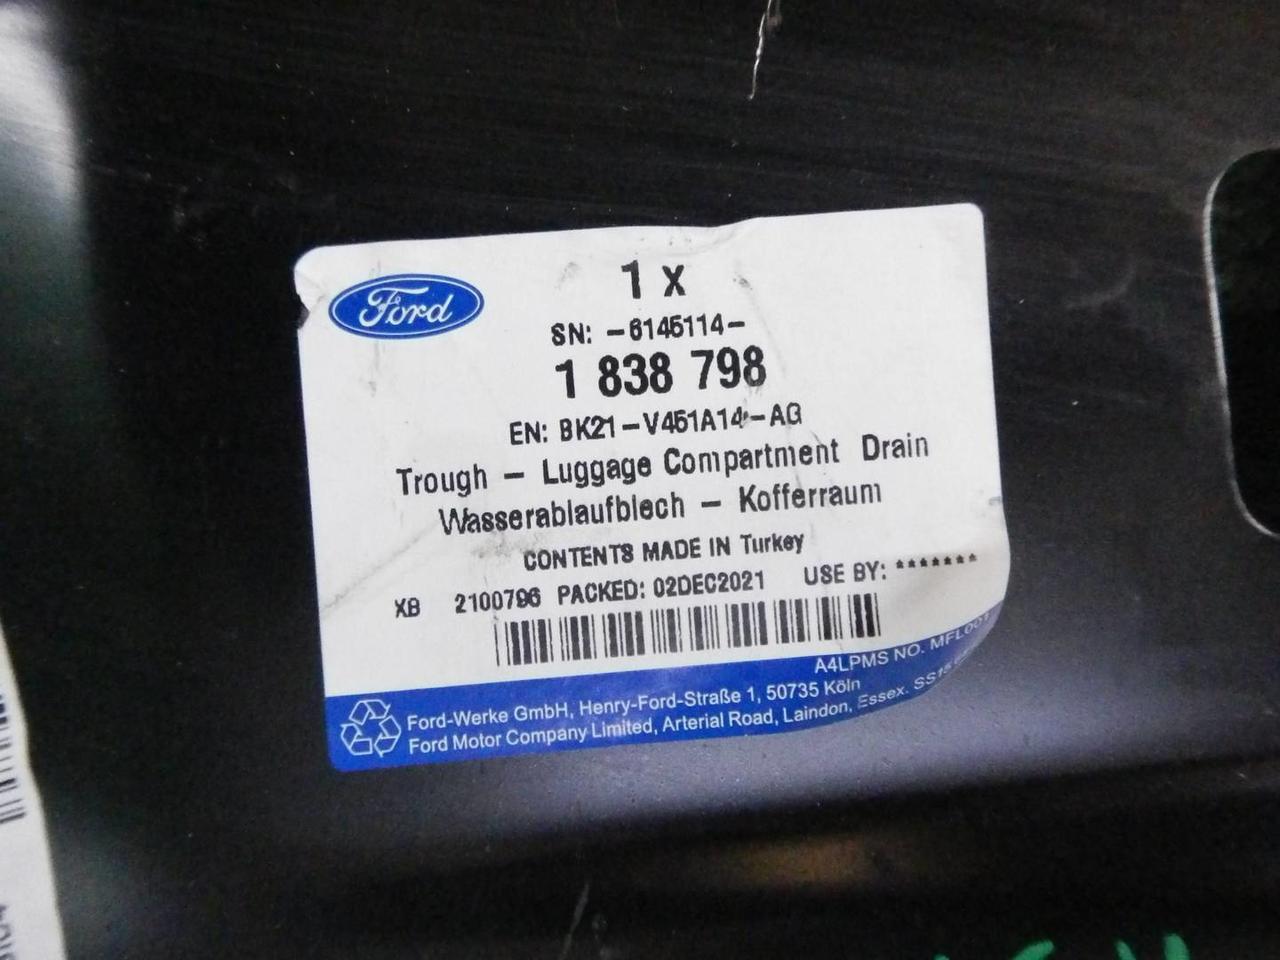 Ford
1 X
SN: -6145114-
1 838 798
EN: BK21-V451A14-AG
Trough - Luggage Compartment Drain
Wasserablaufblech - Kofferraum
CONTENTS MADE IN Turkey
XB 2100796 PACKED: 02DEC2021 USE BY: *******
A4LPMS NO. MFL001
Ford-Werke GmbH, Henry-Ford-Straße 1, 50735 Köln
Ford Motor Company Limited, Arterial Road, Laindon, Essex. SS15